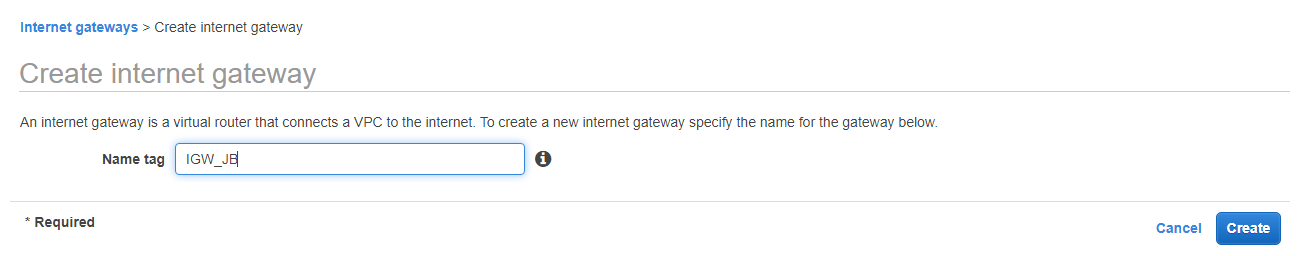 Internet gateways > Create internet gateway
Create internet gateway
An internet gateway is a virtual router that connects a VPC to the internet. To create a new internet gateway specify the name for the gateway below.
Name tag IGW_JB
* Required
Cancel Create